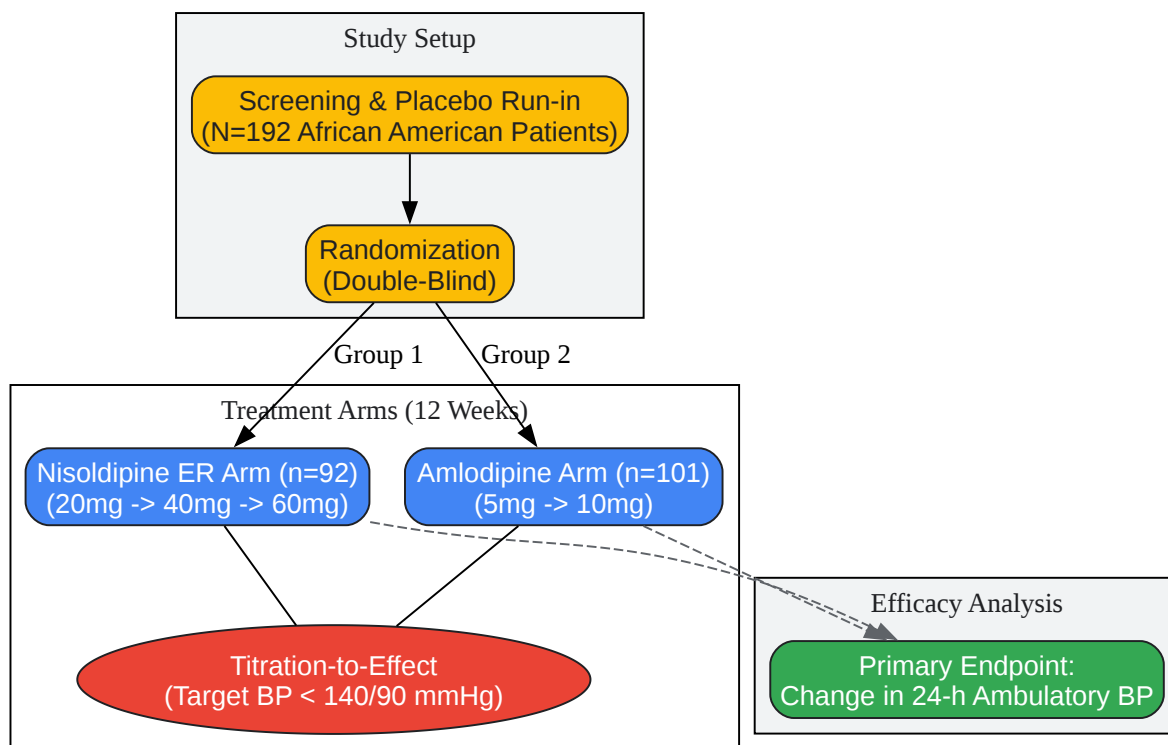 Study Setup
Screening & Placebo Run-in
(N=192 African American Patients)
Randomization
(Double-Blind)
Group 1
Group 2
Treatment Arms (12 Weeks)
Nisoldipine ER Arm (n=92)
(20mg -> 40mg -> 60mg)
Amlodipine Arm (n=101)
(5mg -> 10mg)
Titration-to-Effect
(Target BP < 140/90 mmHg)
Efficacy Analysis
Primary Endpoint:
Change in 24-h Ambulatory BP